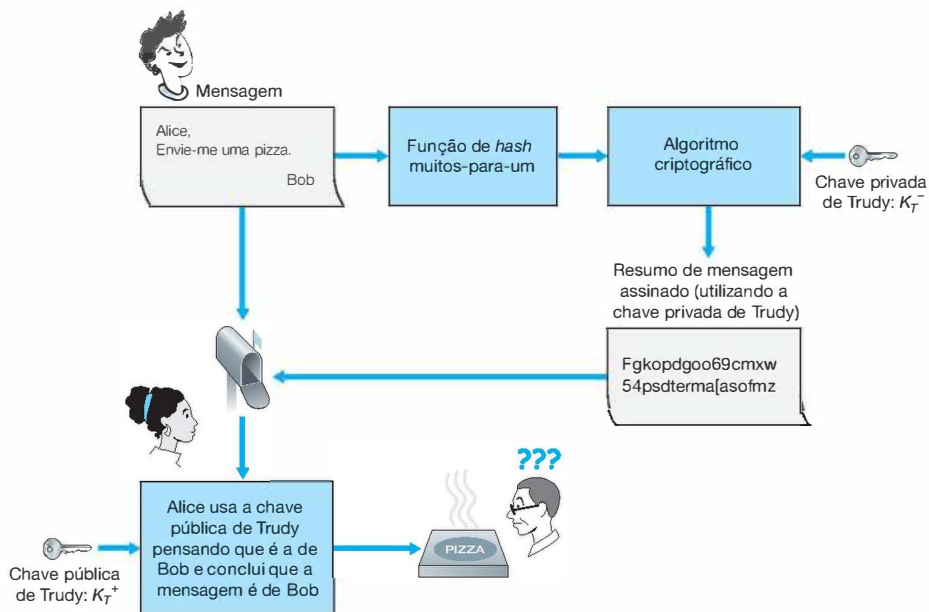 Mensagem
Alice,
Envie-me uma pizza.
Bob
Função de hash
muitos-para-um
Algoritmo
criptográfico
Chave privada
de Trudy: K_T^-
Resumo de mensagem
assinado (utilizando a
chave privada de Trudy)
Fgkopdgoo69cmxw
54psdterma[asofmz
Alice usa a chave
pública de Trudy
pensando que é a de
Bob e conclui que a
mensagem é de Bob
Chave pública
de Trudy: K_T^+
PIZZA
???